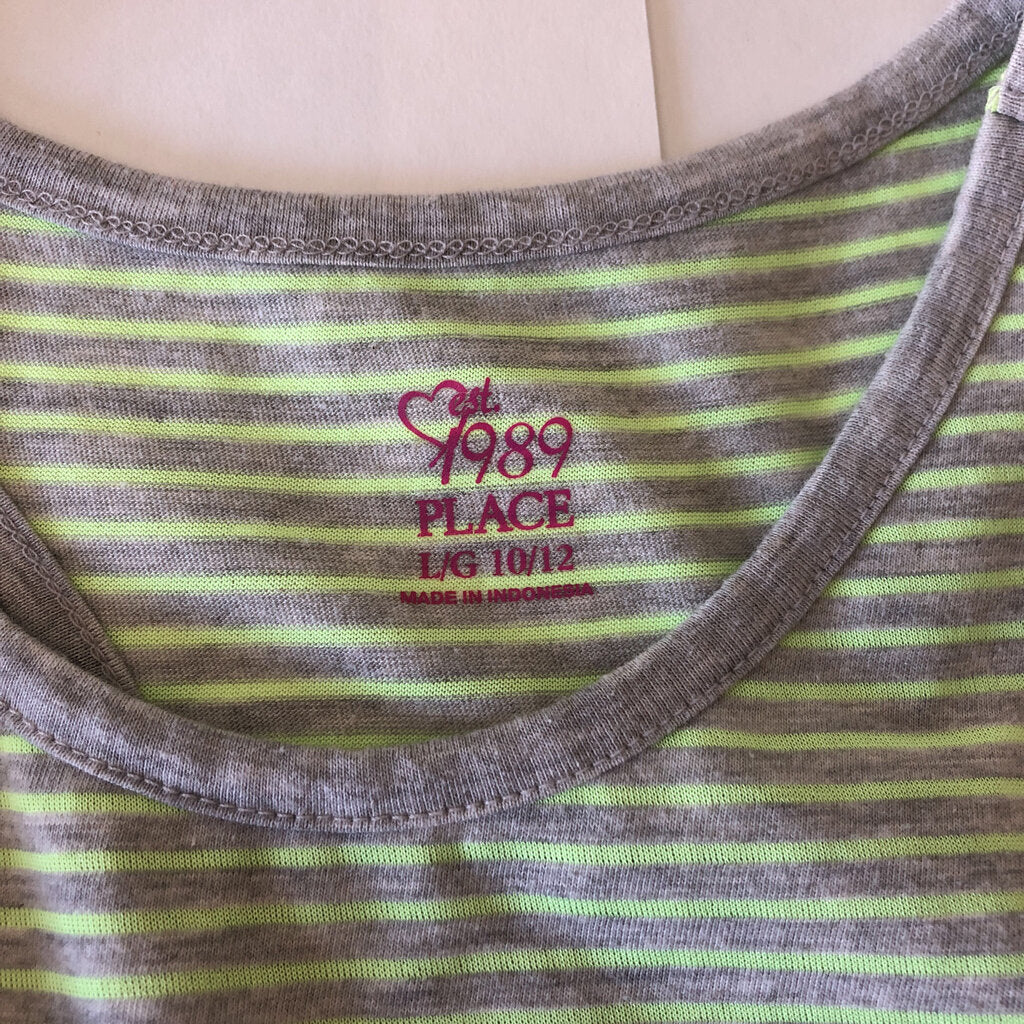 est.
1989
PLACE
L/G 10/12
MADE IN INDONESIA